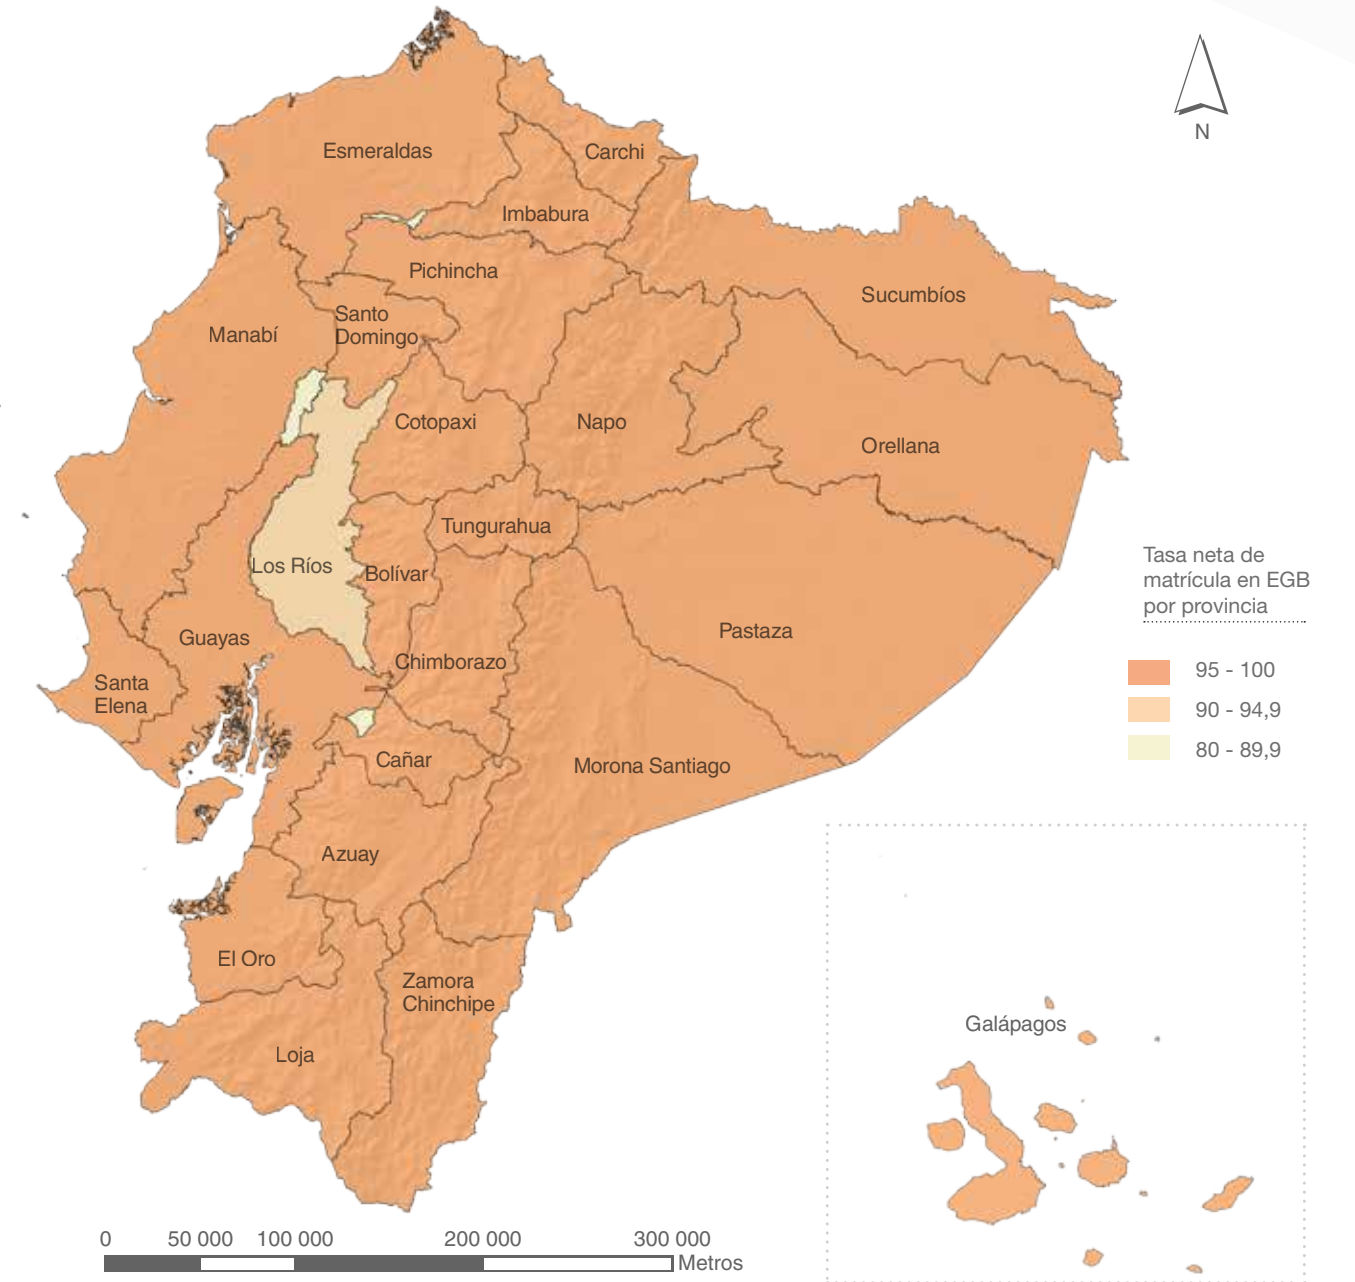 N
Esmeraldas
Carchi
Imbabura
Pichincha
Sucumbíos
Santo
Domingo
Manabí
Cotopaxi
Napo
Orellana
Tungurahua
Los Ríos
Bolívar
Guayas
Pastaza
Chimborazo
Santa
Elena
Cañar
Morona Santiago
Azuay
El Oro
Zamora
Chinchipe
Loja
Tasa neta de
matrícula en EGB
por provincia
95 - 100
90 - 94,9
80 - 89,9
Galápagos
0 50 000 100 000 200 000 300 000
Metros